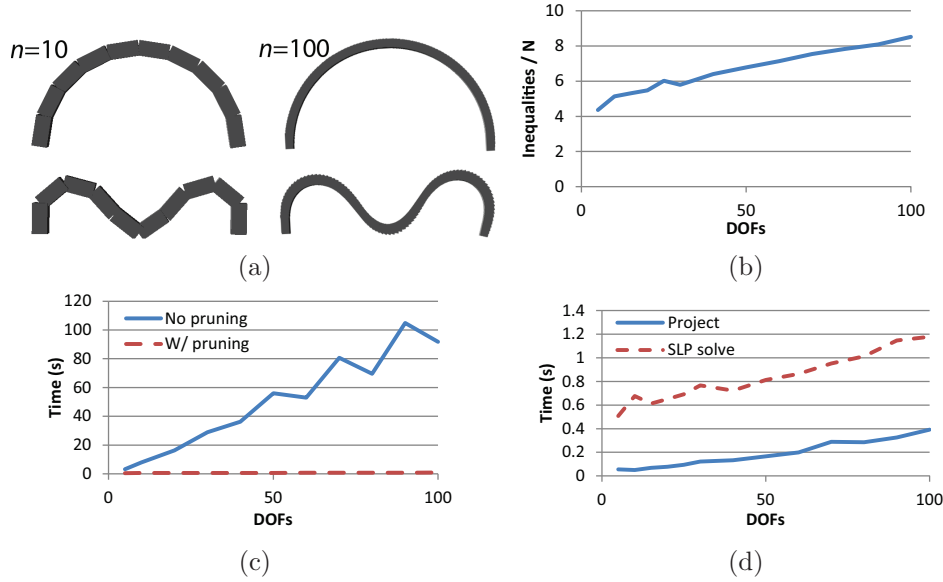 n=10
n=100
(a)
Inequalities / N
10
8
6
4
2
0
0
50
100
DOFs
(b)
Time (s)
120
100
80
60
40
20
0
No pruning
W/ pruning
0
50
100
DOFs
(c)
Time (s)
1.4
1.2
1
0.8
0.6
0.4
0.2
0
Project
SLP solve
0
50
100
DOFs
(d)